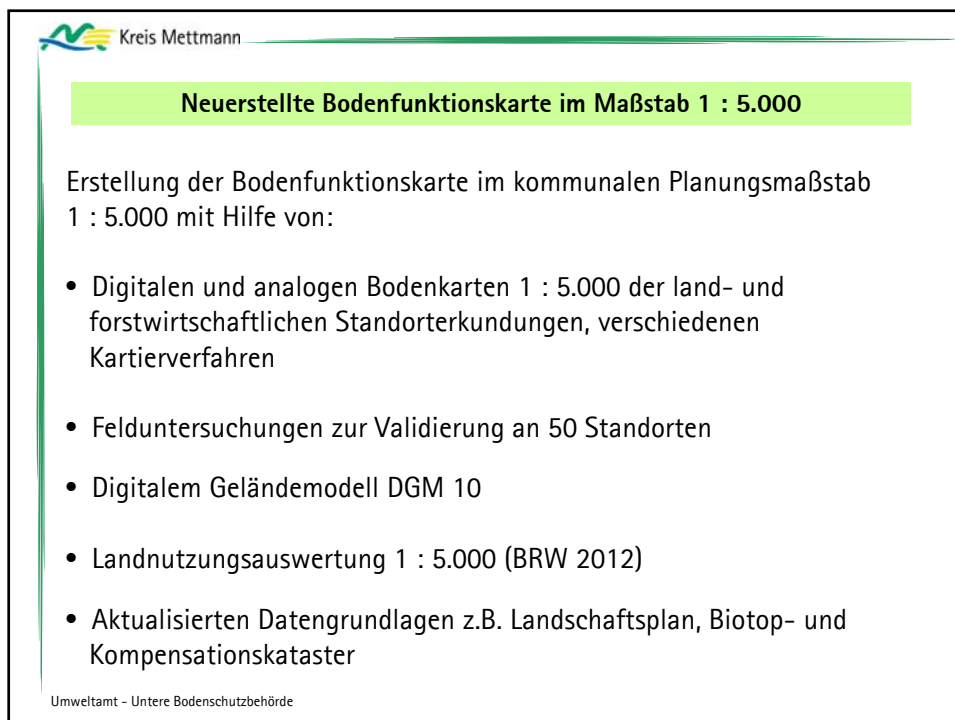 Kreis Mettmann
Neuerstellte Bodenfunktionskarte im Maßstab 1 : 5.000
Erstellung der Bodenfunktionskarte im kommunalen Planungsmaßstab
1 : 5.000 mit Hilfe von:
• Digitalen und analogen Bodenkarten 1 : 5.000 der land- und
forstwirtschaftlichen Standorterkundungen, verschiedenen
Kartierverfahren
• Felduntersuchungen zur Validierung an 50 Standorten
• Digitalem Geländemodell DGM 10
• Landnutzungsauswertung 1 : 5.000 (BRW 2012)
• Aktualisierten Datengrundlagen z.B. Landschaftsplan, Biotop- und
Kompensationskataster
Umweltamt - Untere Bodenschutzbehörde